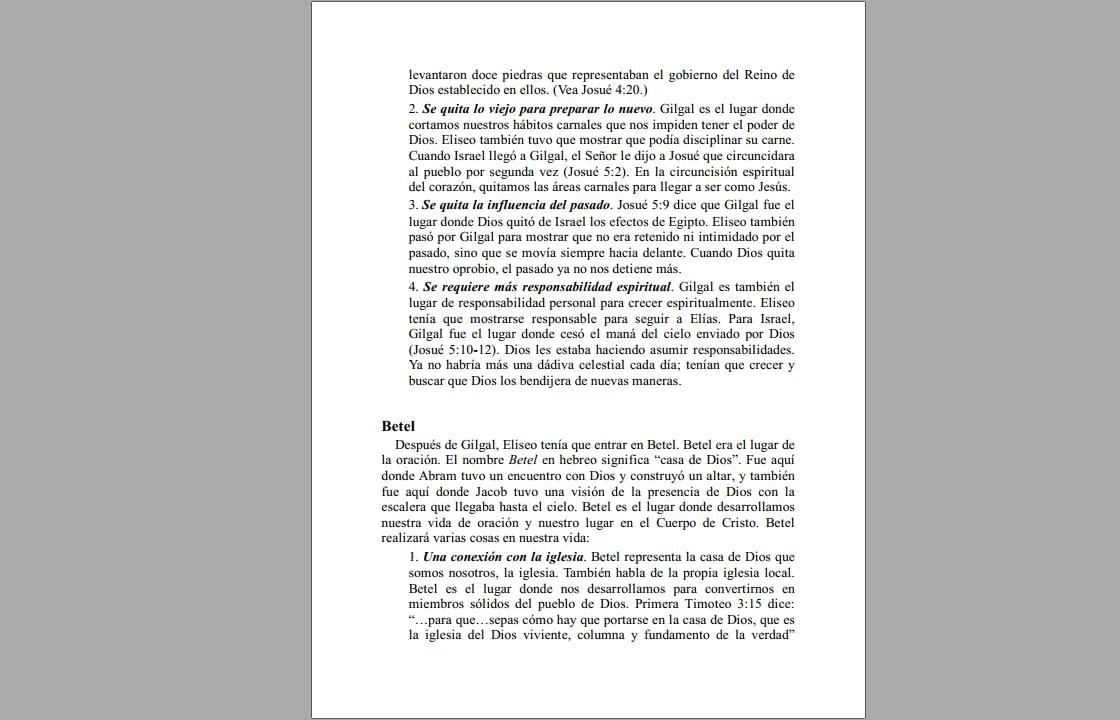 levantaron doce piedras que representaban el gobierno del Reino de
Dios establecido en ellos. (Vea Josué 4:20.)
2. Se quita lo viejo para preparar lo nuevo. Gilgal es el lugar donde
cortamos nuestros hábitos carnales que nos impiden tener el poder de
Dios. Eliseo también tuvo que mostrar que podía disciplinar su carne.
Cuando Israel llegó a Gilgal, el Señor le dijo a Josué que circuncidara
al pueblo por segunda vez (Josué 5:2). En la circuncisión espiritual
del corazón, quitamos las áreas carnales para llegar a ser como Jesús.
3. Se quita la influencia del pasado. Josué 5:9 dice que Gilgal fue el
lugar donde Dios quitó de Israel los efectos de Egipto. Eliseo también
pasó por Gilgal para mostrar que no era retenido ni intimidado por el
pasado, sino que se movía siempre hacia delante. Cuando Dios quita
nuestro oprobio, el pasado ya no nos detiene más.
4. Se requiere más responsabilidad espiritual. Gilgal es también el
lugar de responsabilidad personal para crecer espiritualmente. Eliseo
tenía que mostrarse responsable para seguir a Elías. Para Israel,
Gilgal fue el lugar donde cesó el maná del cielo enviado por Dios
(Josué 5:10-12). Dios les estaba haciendo asumir responsabilidades.
Ya no habría más una dádiva celestial cada día; tenían que crecer y
buscar que Dios los bendijera de nuevas maneras.
Betel
Después de Gilgal, Eliseo tenía que entrar en Betel. Betel era el lugar de
la oración. El nombre Betel en hebreo significa “casa de Dios”. Fue aquí
donde Abram tuvo un encuentro con Dios y construyó un altar, y también
fue aquí donde Jacob tuvo una visión de la presencia de Dios con la
escalera que llegaba hasta el cielo. Betel es el lugar donde desarrollamos
nuestra vida de oración y nuestro lugar en el Cuerpo de Cristo. Betel
realizará varias cosas en nuestra vida:
1. Una conexión con la iglesia. Betel representa la casa de Dios que
somos nosotros, la iglesia. También habla de la propia iglesia local.
Betel es el lugar donde nos desarrollamos para convertirnos en
miembros sólidos del pueblo de Dios. Primera Timoteo 3:15 dice:
“…para que…sepas cómo hay que portarse en la casa de Dios, que es
la iglesia del Dios viviente, columna y fundamento de la verdad”